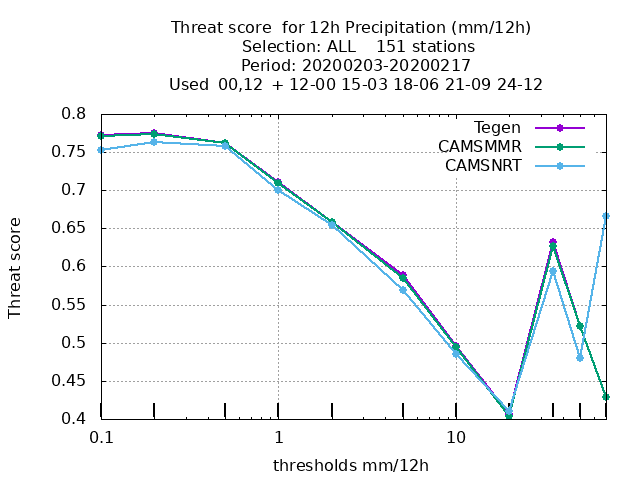 Threat score  for 12h Precipitation (mm/12h)
Selection: ALL    151 stations
Period: 20200203-20200217
Used  00,12  + 12-00 15-03 18-06 21-09 24-12
Tegen
CAMSMMR
CAMSNRT
Threat score
0.8
0.75
0.7
0.65
0.6
0.55
0.5
0.45
0.4
0.1 1 10
thresholds mm/12h